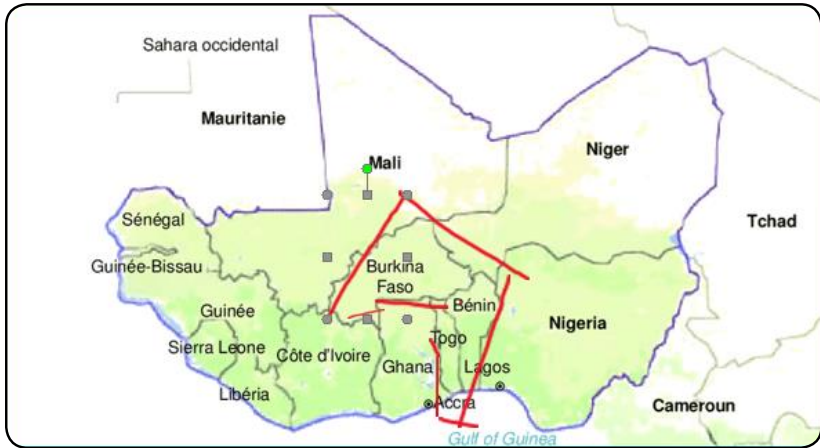 Sahara occidental
Mauritanie
Mali
Niger
Tchad
Sénégal
Guinée-Bissau
Burkina
Faso
Bénin
Guinée
Nigeria
Togo
Sierra Leone
Côte d'Ivoire
Ghana
Lagos
Libéria
Accra
Cameroun
Gulf of Guinea